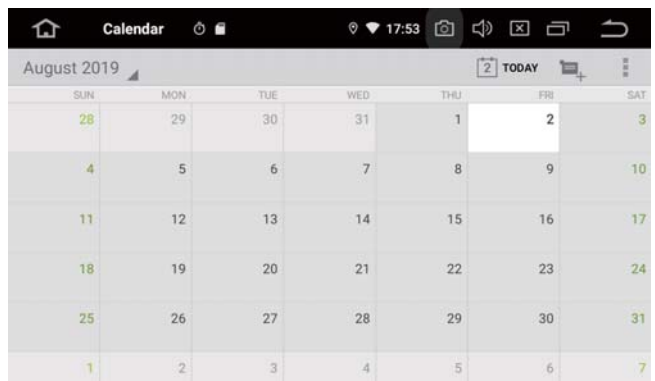 Calendar 17:53
August 2019 2 TODAY
SUN MON TUE WED THU FRI SAT
28 29 30 31 1 2 3
4 5 6 7 8 9 10
11 12 13 14 15 16 17
18 19 20 21 22 23 24
25 26 27 28 29 30 31
1 2 3 4 5 6 7